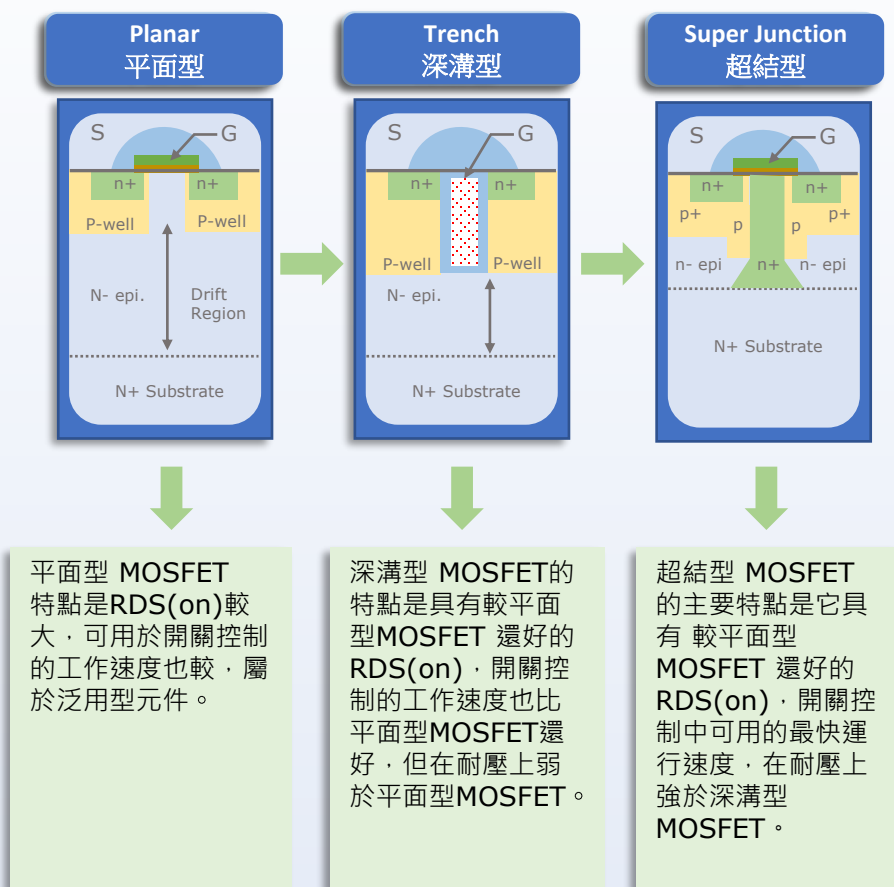 Planar
平面型
Trench
深溝型
Super Junction
超結型
S
G
n+
n+
P-well
P-well
N- epi.
Drift
Region
N+ Substrate
S
G
n+
n+
P-well
P-well
N- epi.
N+ Substrate
S
G
n+
n+
p+
p
p
p+
n- epi
n+
n- epi
N+ Substrate
平面型 MOSFET
特點是RDS(on)較
大，可用於開關控制
的工作速度也較，屬
於泛用型元件。
深溝型 MOSFET的
特點是具有較平面
型MOSFET 還好的
RDS(on)，開關控
制的工作速度也比
平面型MOSFET還
好，但在耐壓上弱
於平面型MOSFET。
超結型 MOSFET
的主要特點是它具
有 較平面型
MOSFET 還好的
RDS(on)，開關控
制中可用的最快運
行速度，在耐壓上
強於深溝型
MOSFET。